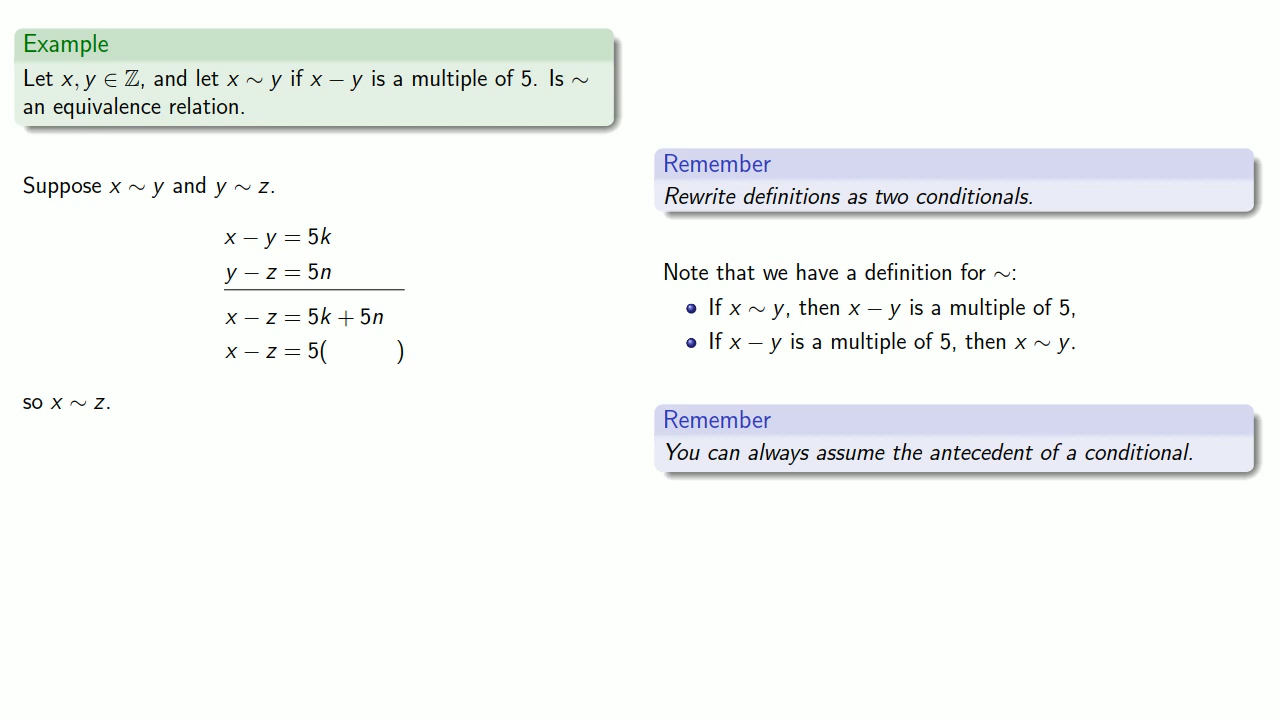 Example
Let x, y ∈ ℤ, and let x ∼ y if x − y is a multiple of 5. Is ∼
an equivalence relation.
Suppose x ∼ y and y ∼ z.
x − y = 5k
y − z = 5n
x − z = 5k + 5n
x − z = 5( )
so x ∼ z.
Remember
Rewrite definitions as two conditionals.
Note that we have a definition for ∼:
If x ∼ y, then x − y is a multiple of 5,
If x − y is a multiple of 5, then x ∼ y.
Remember
You can always assume the antecedent of a conditional.